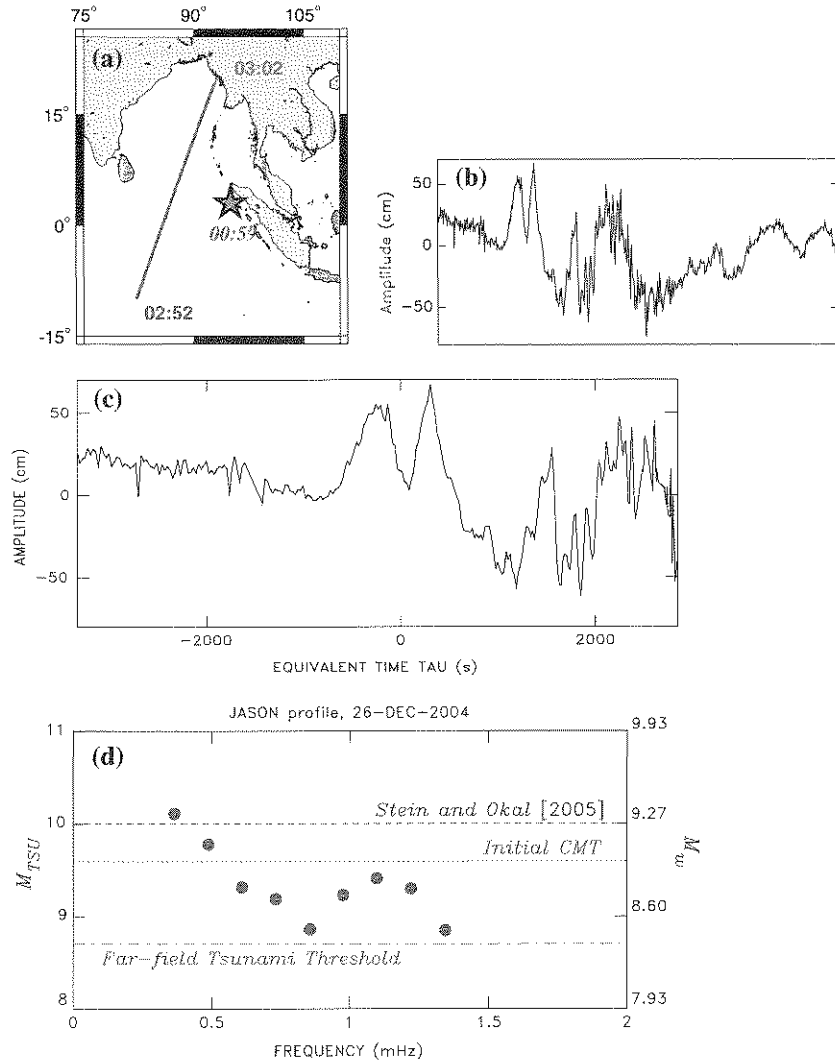 75° 90° 105°
(a)
03:02
15°
0°
00:59
02:52
-15°
(b)
50
0
-50
Amplitude (cm)
(c)
50
0
-50
AMPLITUDE (cm)
-2000 0 2000
EQUIVALENT TIME TAU (s)
JASON profile, 26-DEC-2004
(d)
11 9.93
Stein and Okal [2005]
10 9.27
Initial CMT
M_TSU M_w
9 8.60
Far-field Tsunami Threshold
8 7.93
0 0.5 1 1.5 2
FREQUENCY (mHz)